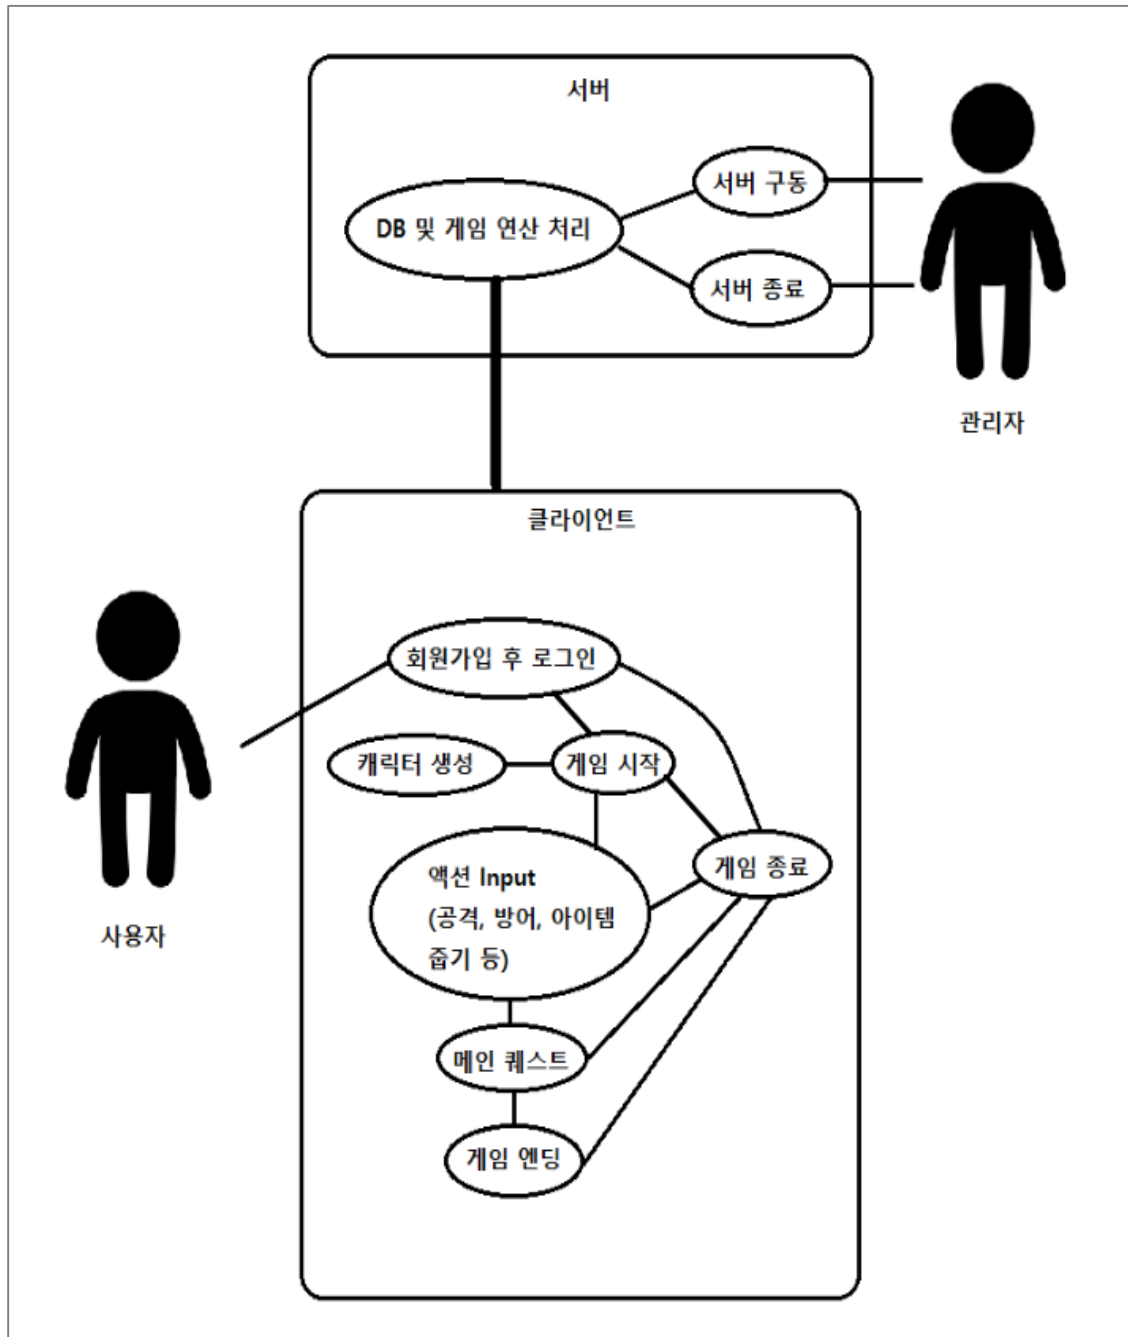 서버
서버 구동
DB 및 게임 연산 처리
서버 종료
관리자
클라이언트
회원가입 후 로그인
캐릭터 생성
게임 시작
게임 종료
액션 Input
(공격, 방어, 아이템
줍기 등)
사용자
메인 퀘스트
게임 엔딩